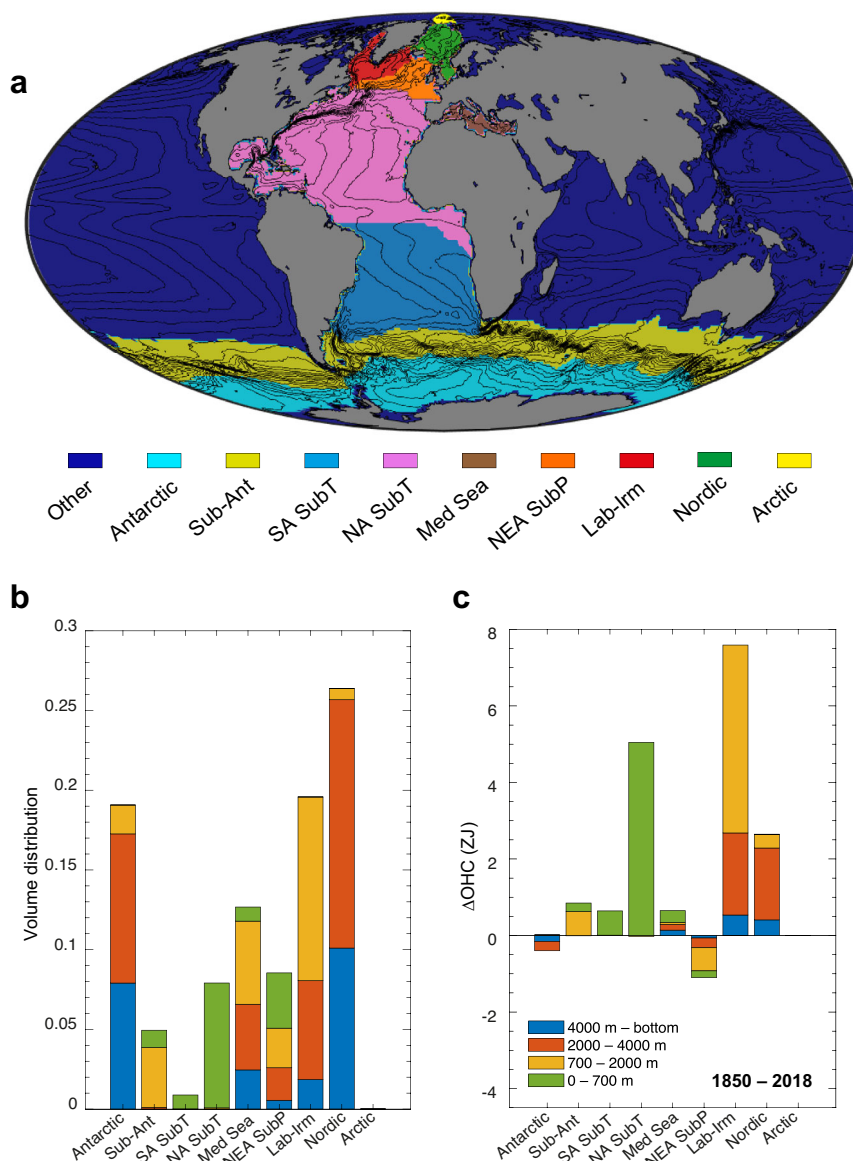 a
Other
Antarctic
Sub-Ant
SA SubT
NA SubT
Med Sea
NEA SubP
Lab-Irm
Nordic
Arctic
b
0.3
0.25
0.2
0.15
0.1
0.05
0
Volume distribution
Antarctic
Sub-Ant
SA SubT
NA SubT
Med Sea
NEA SubP
Lab-Irm
Nordic
Arctic
c
8
6
4
2
0
-2
-4
ΔOHC (ZJ)
4000 m – bottom
2000 – 4000 m
700 – 2000 m
0 – 700 m
1850 – 2018
Antarctic
Sub-Ant
SA SubT
NA SubT
Med Sea
NEA SubP
Lab-Irm
Nordic
Arctic